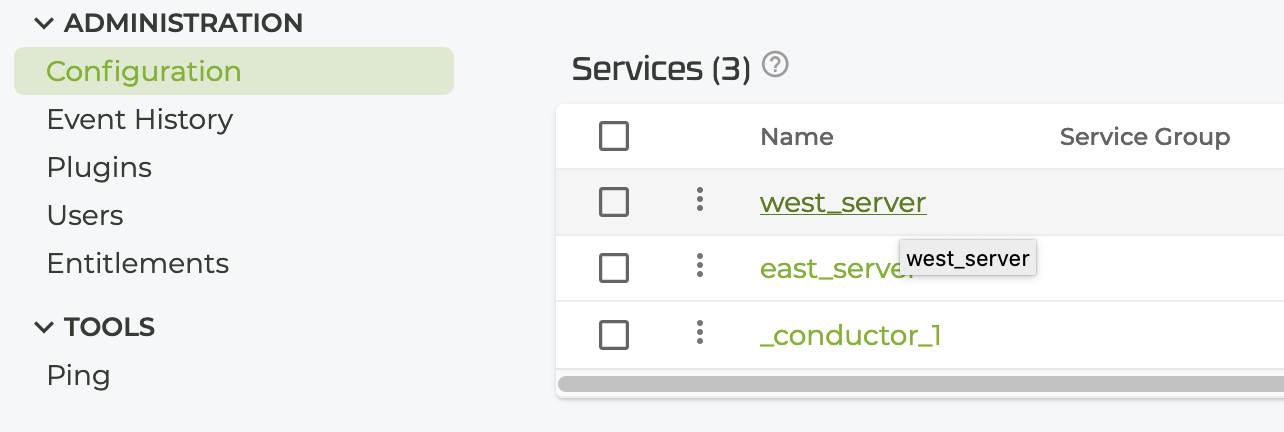 ADMINISTRATION
Configuration
Event History
Plugins
Users
Entitlements
TOOLS
Ping
Services (3) ?
Name Service Group
west_server
east_server
west_server
_conductor_1